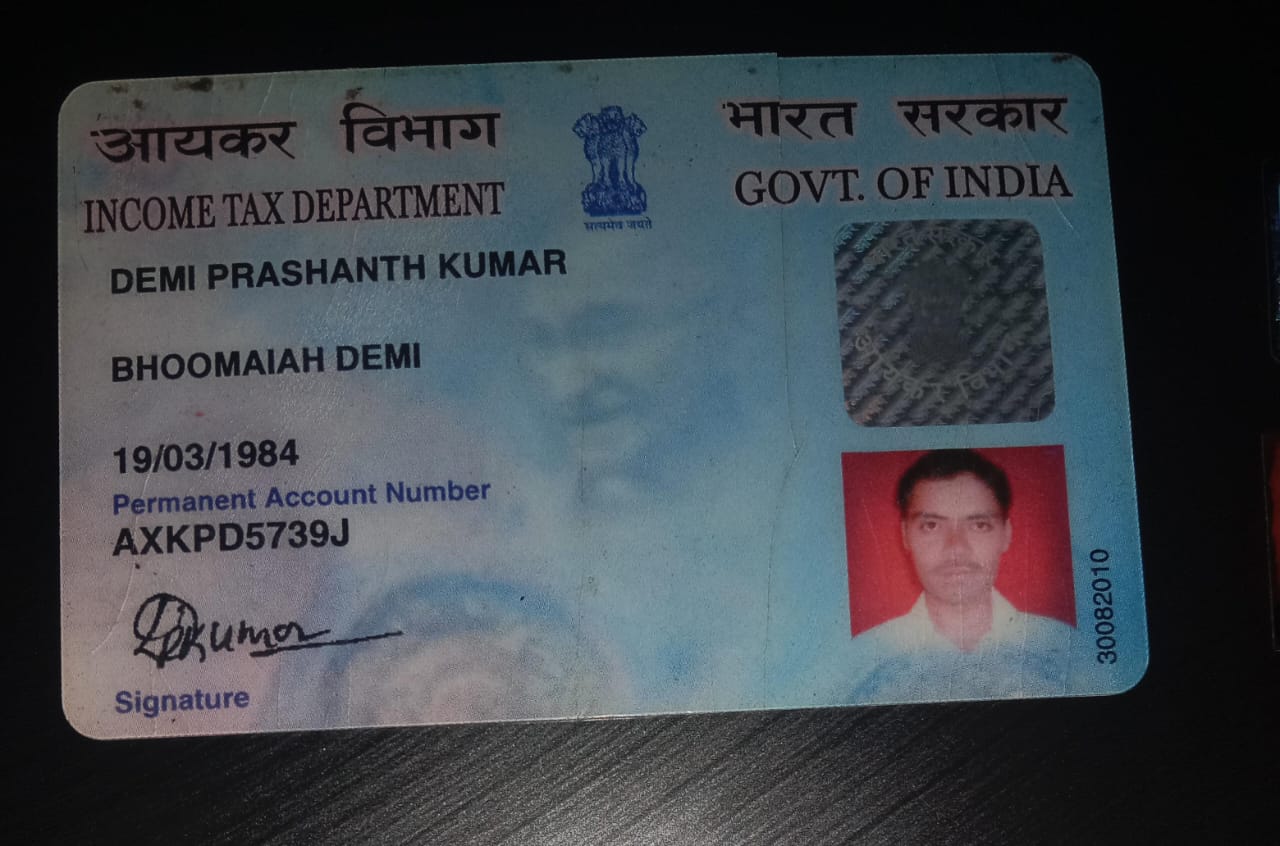 आयकर विभाग
भारत सरकार
INCOME TAX DEPARTMENT
GOVT. OF INDIA
सत्यमेव जयते
DEMI PRASHANTH KUMAR
BHOOMAIAH DEMI
19/03/1984
Permanent Account Number
AXKPD5739J
Signature
30082010